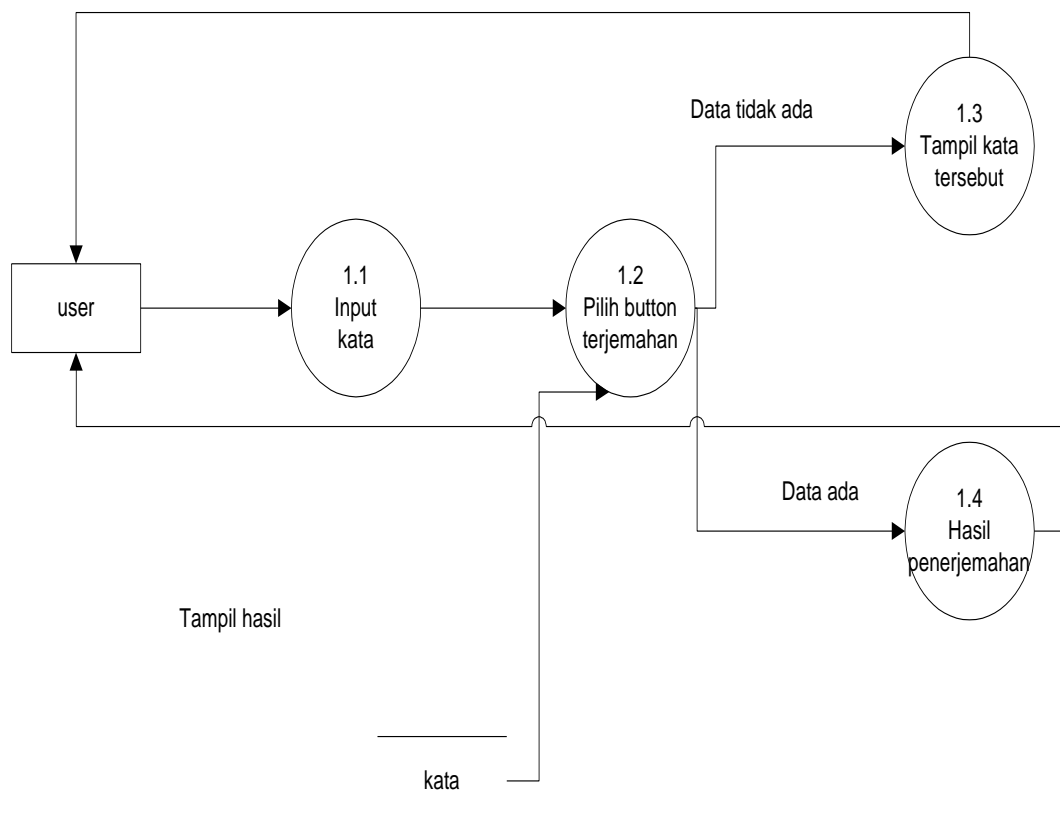 Data tidak ada
1.3
Tampil kata
tersebut
user
1.1
Input
kata
1.2
Pilih button
terjemahan
Data ada
1.4
Hasil
penerjemahan
Tampil hasil
kata